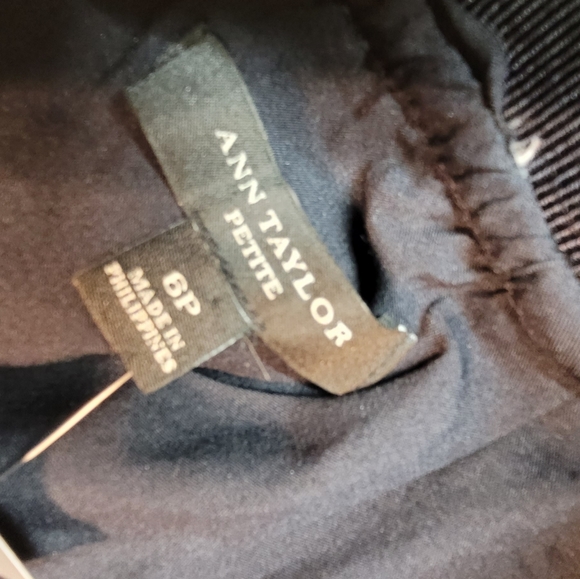 ANN TAYLOR
PETITE
6P
MADE IN
PHILIPPINES